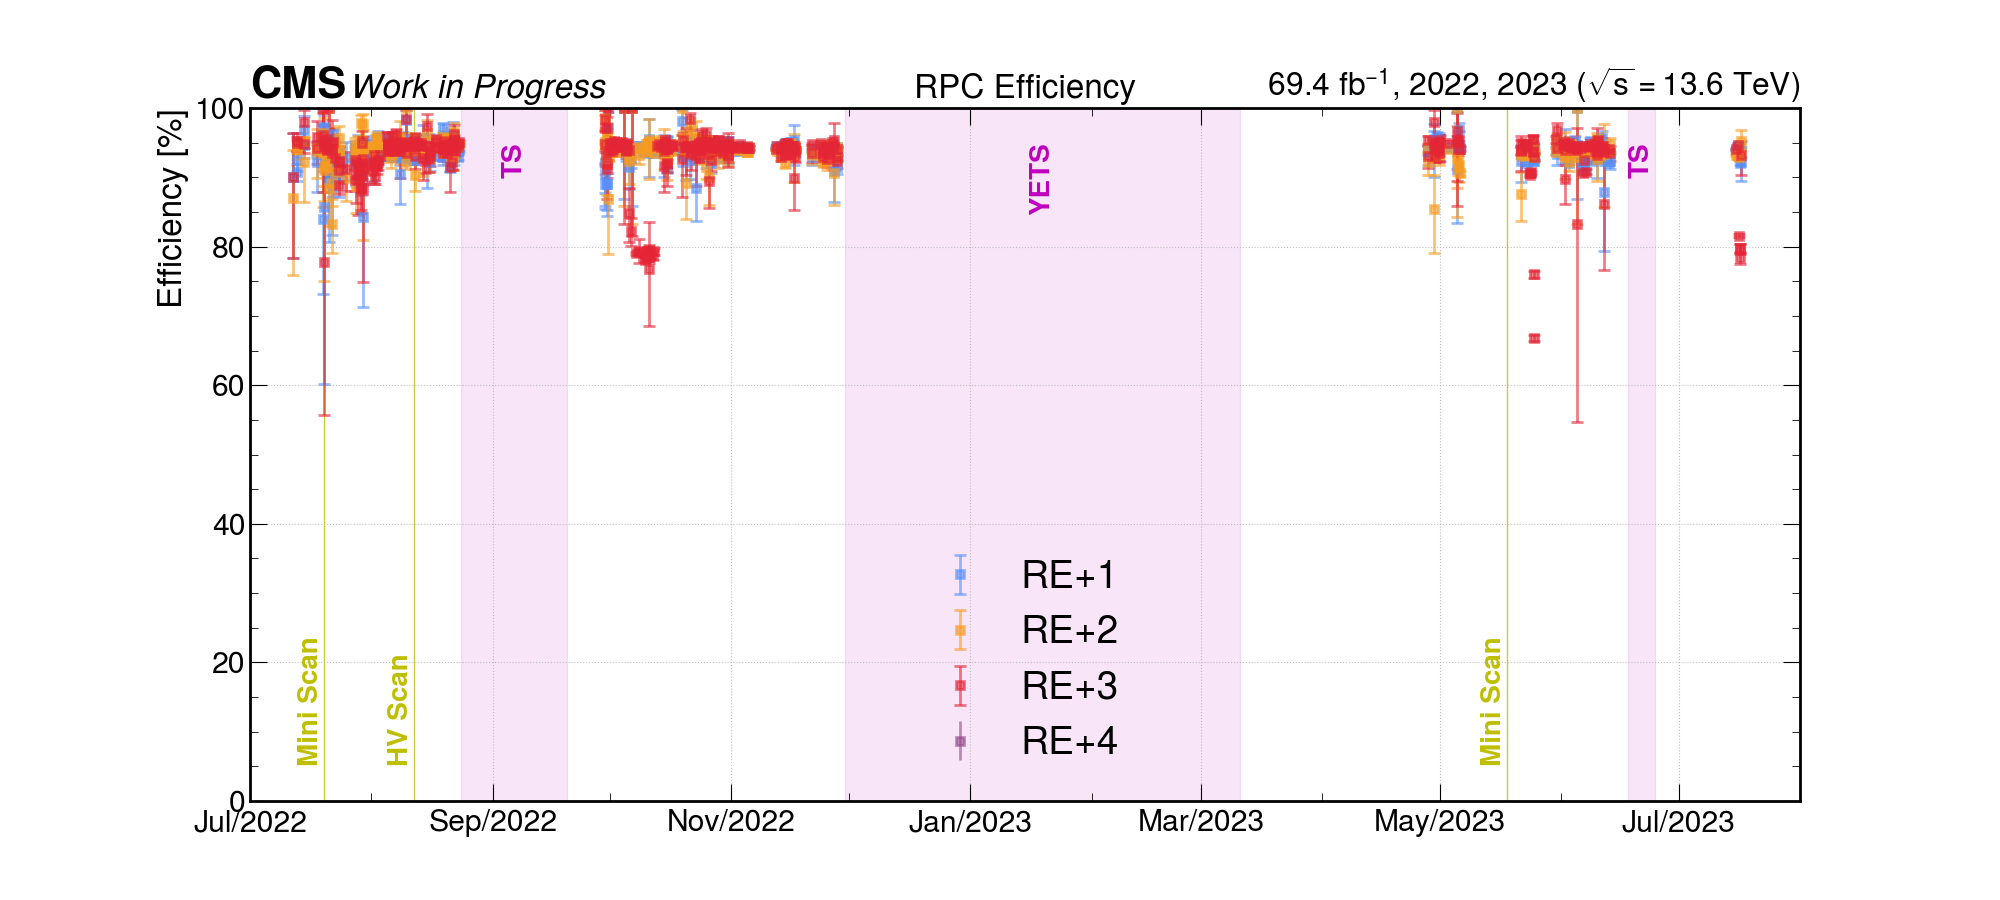 CMS Work in Progress RPC Efficiency 69.4 fb⁻¹, 2022, 2023 (√s = 13.6 TeV)
Efficiency [%]
100
80
60
40
20
0
TS
YETS
TS
Mini Scan
HV Scan
Mini Scan
RE+1
RE+2
RE+3
RE+4
Jul/2022 Sep/2022 Nov/2022 Jan/2023 Mar/2023 May/2023 Jul/2023